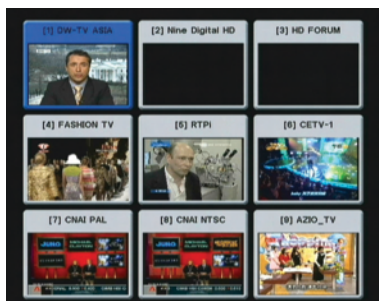 [1] DW-TV ASIA
[2] Nine Digital HD
[3] HD FORUM
[4] FASHION TV
[5] RTPi
[6] CETV-1
[7] CNAI PAL
[8] CNAI NTSC
[9] AZIO_TV